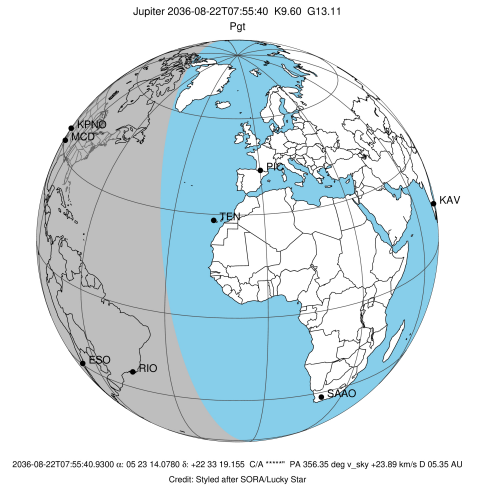 Jupiter 2036-08-22T07:55:40 K9.60 G13.11
Pgt
KPNO
MCD
PIC
KAV
TEN
ESO
RIO
SAAO
2036-08-22T07:55:40.9300 α: 05 23 14.0780 δ: +22 33 19.155 C/A *****" PA 356.35 deg v_sky +23.89 km/s D 05.35 AU
Credit: Styled after SORA/Lucky Star